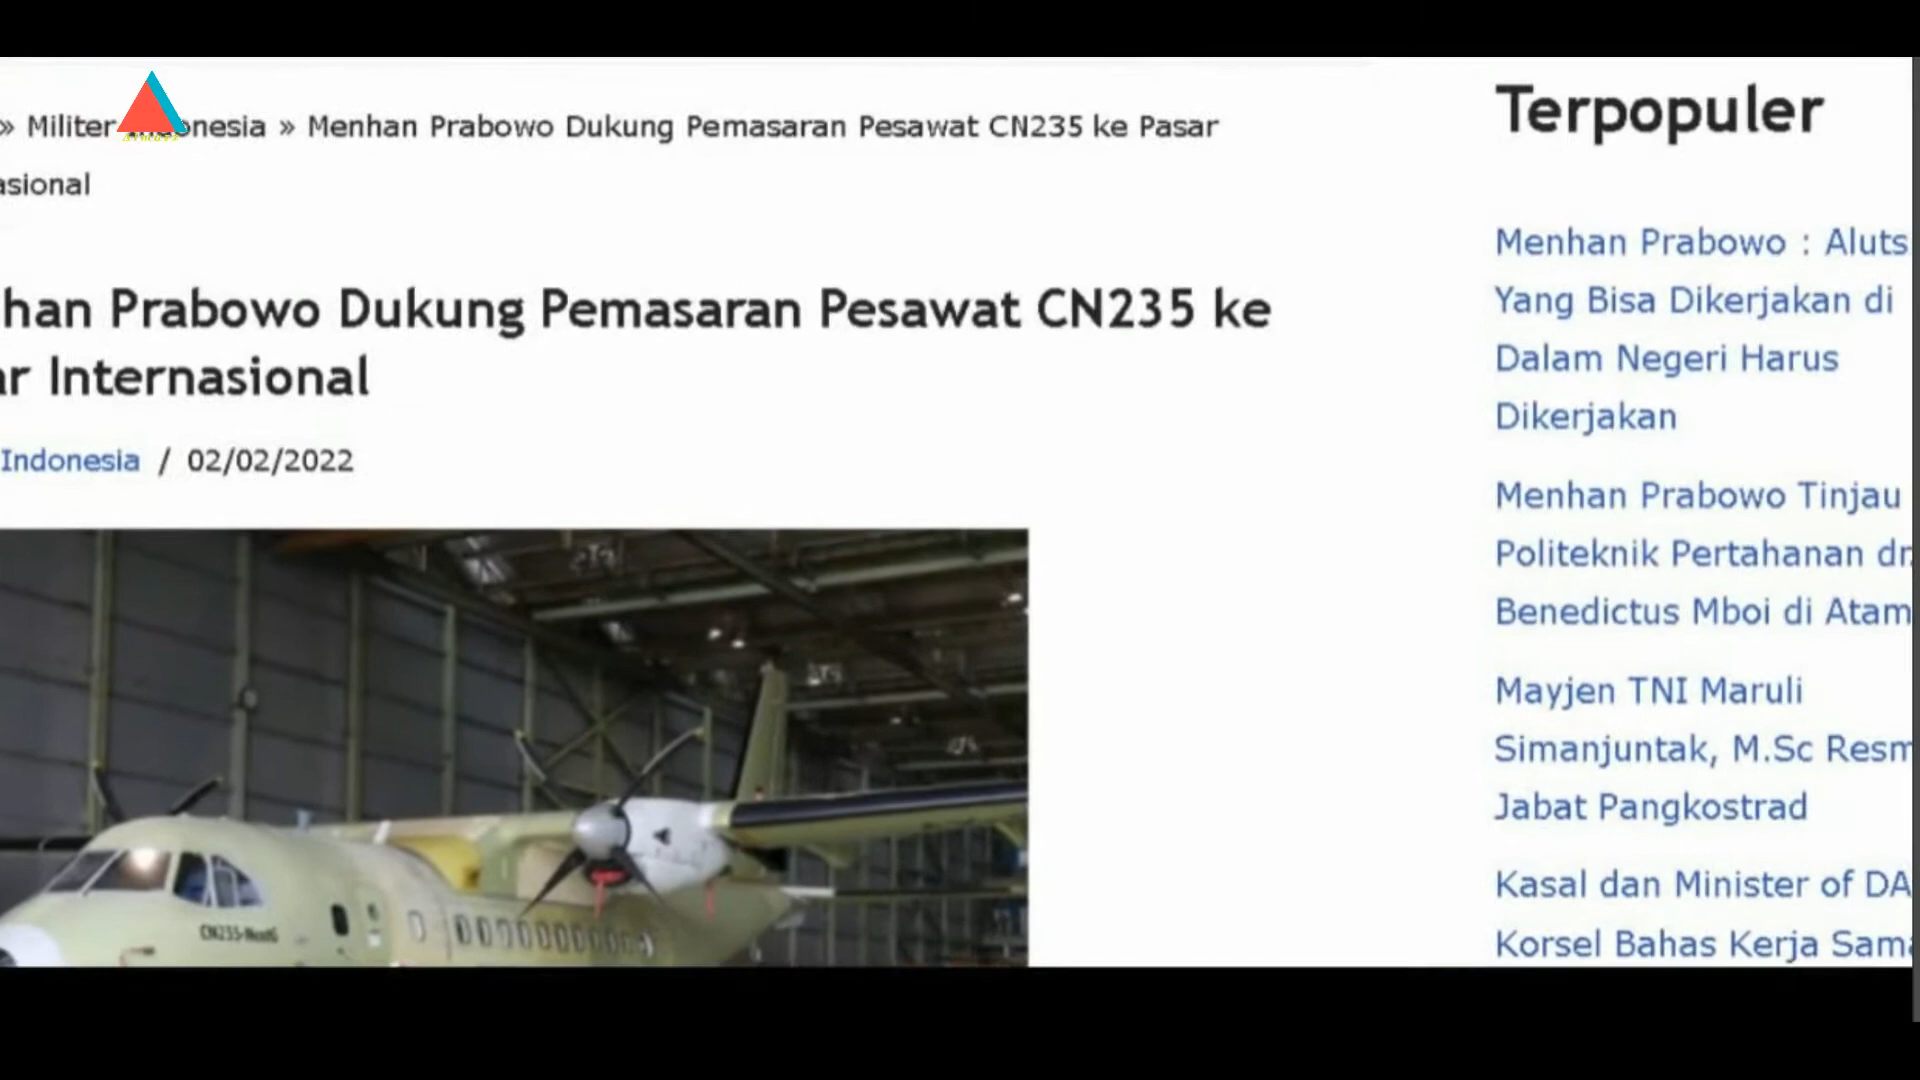 » Militer Indonesia » Menhan Prabowo Dukung Pemasaran Pesawat CN235 ke Pasar
asional
han Prabowo Dukung Pemasaran Pesawat CN235 ke
ar Internasional
Indonesia / 02/02/2022
CN235-NextG
Terpopuler
Menhan Prabowo : Aluts
Yang Bisa Dikerjakan di
Dalam Negeri Harus
Dikerjakan
Menhan Prabowo Tinjau
Politeknik Pertahanan dr.
Benedictus Mboi di Atam
Mayjen TNI Maruli
Simanjuntak, M.Sc Resm
Jabat Pangkostrad
Kasal dan Minister of DA
Korsel Bahas Kerja Sama